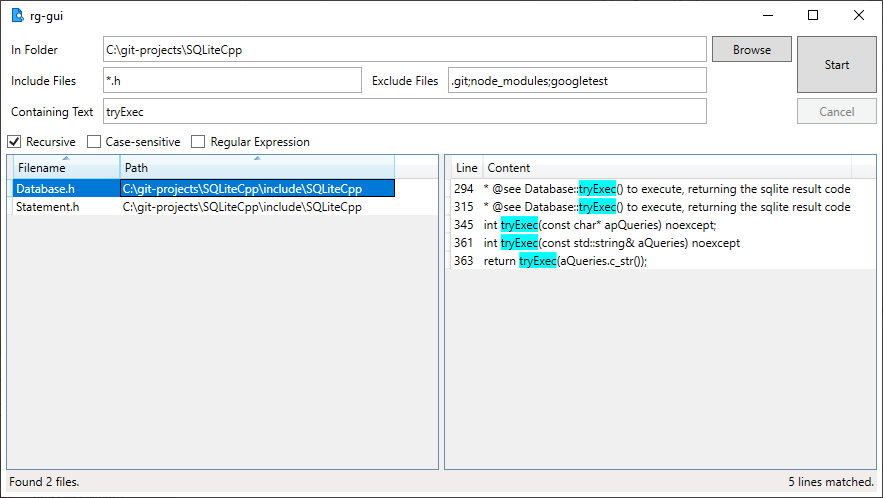 rg-gui
In Folder C:\git-projects\SQLiteCpp Browse Start
Include Files *.h Exclude Files .git;node_modules;googletest
Containing Text tryExec Cancel
Recursive Case-sensitive Regular Expression
Filename Path
Database.h C:\git-projects\SQLiteCpp\include\SQLiteCpp
Statement.h C:\git-projects\SQLiteCpp\include\SQLiteCpp
Line Content
294 * @see Database::tryExec() to execute, returning the sqlite result code
315 * @see Database::tryExec() to execute, returning the sqlite result code
345 int tryExec(const char* apQueries) noexcept;
361 int tryExec(const std::string& aQueries) noexcept
363 return tryExec(aQueries.c_str());
Found 2 files. 5 lines matched.